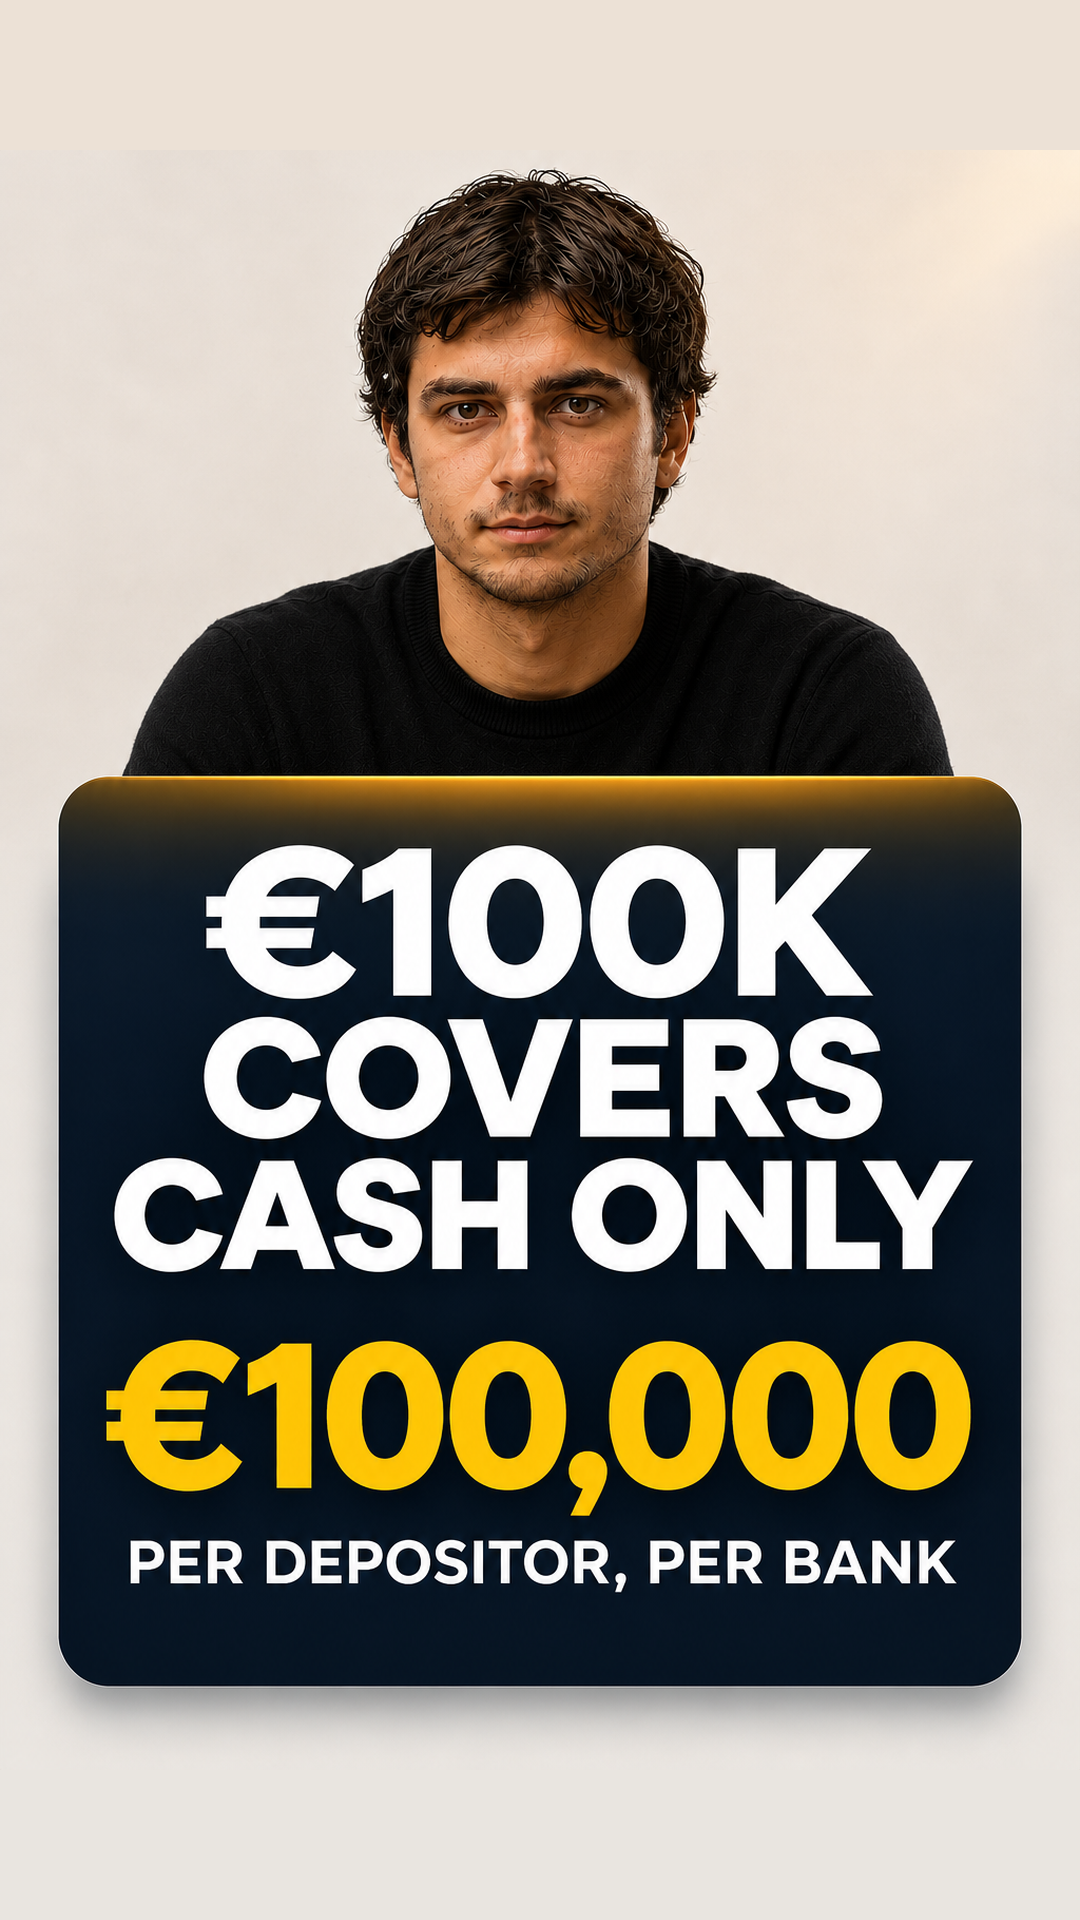 €100K
COVERS
CASH ONLY
€100,000
PER DEPOSITOR, PER BANK